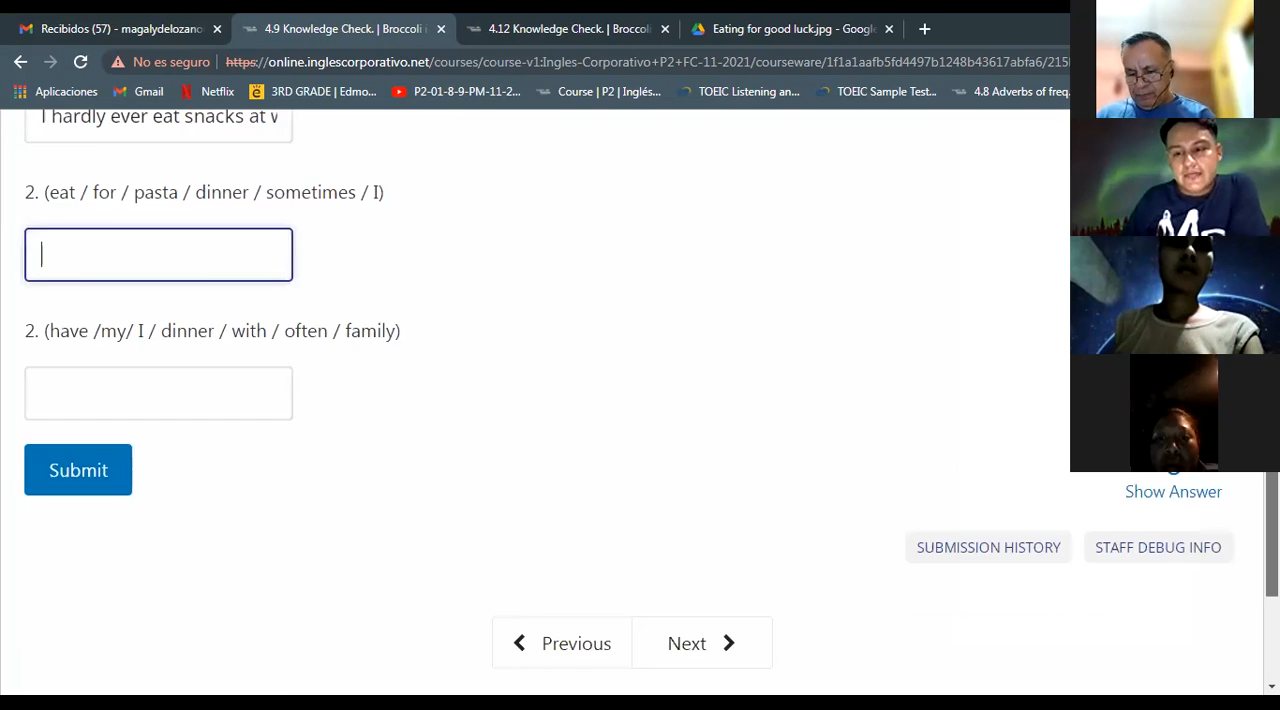 Recibidos (57) - magalydelozano
4.9 Knowledge Check. | Broccoli i
4.12 Knowledge Check. | Broccoli
Eating for good luck.jpg - Google
No es seguro
https://online.inglescorporativo.net/courses/course-v1:Ingles-Corporativo+P2+FC-11-2021/courseware/1f1a1aafb5fd4497b1248b43617abfa6/215
Aplicaciones
Gmail
Netflix
3RD GRADE | Edmo...
P2-01-8-9-PM-11-2...
Course | P2 | Inglés...
TOEIC Listening an...
TOEIC Sample Test...
4.8 Adverbs of freq
I hardly ever eat snacks at w
2. (eat / for / pasta / dinner / sometimes / I)
2. (have /my/ I / dinner / with / often / family)
Submit
Show Answer
SUBMISSION HISTORY
STAFF DEBUG INFO
Previous
Next